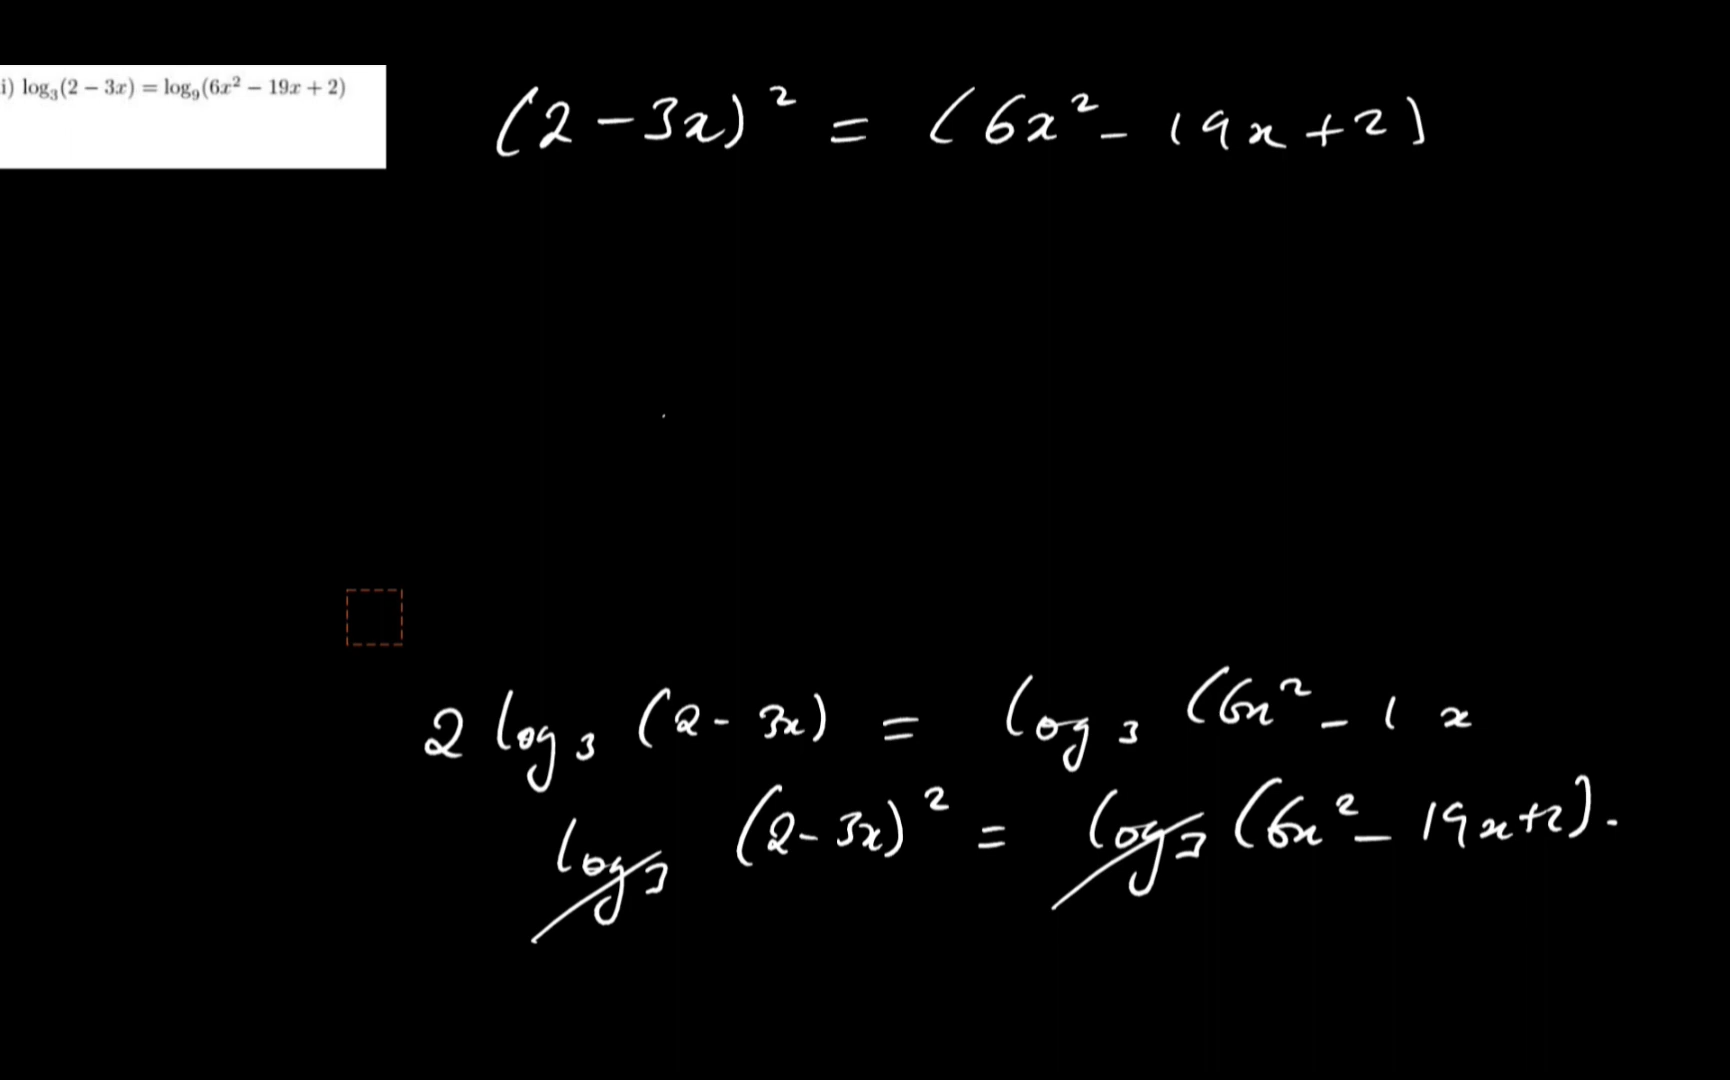 i) log₃(2 − 3x) = log₉(6x² − 19x + 2)
(2 − 3x)² = (6x² − 19x + 2)
2 log₃ (2 − 3x) = log₃ (6x² − 1 x
log₃ (2 − 3x)² = log₃ (6x² − 19x + 2).